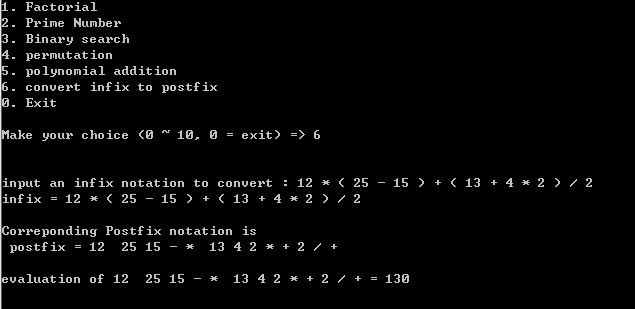 1. Factorial
2. Prime Number
3. Binary search
4. permutation
5. polynomial addition
6. convert infix to postfix
0. Exit
Make your choice (0 ~ 10, 0 = exit) => 6
input an infix notation to convert : 12 * ( 25 - 15 ) + ( 13 + 4 * 2 ) / 2
infix = 12 * ( 25 - 15 ) + ( 13 + 4 * 2 ) / 2
Correponding Postfix notation is
postfix = 12  25 15 - *  13 4 2 * + 2 / +
evaluation of 12  25 15 - *  13 4 2 * + 2 / + = 130